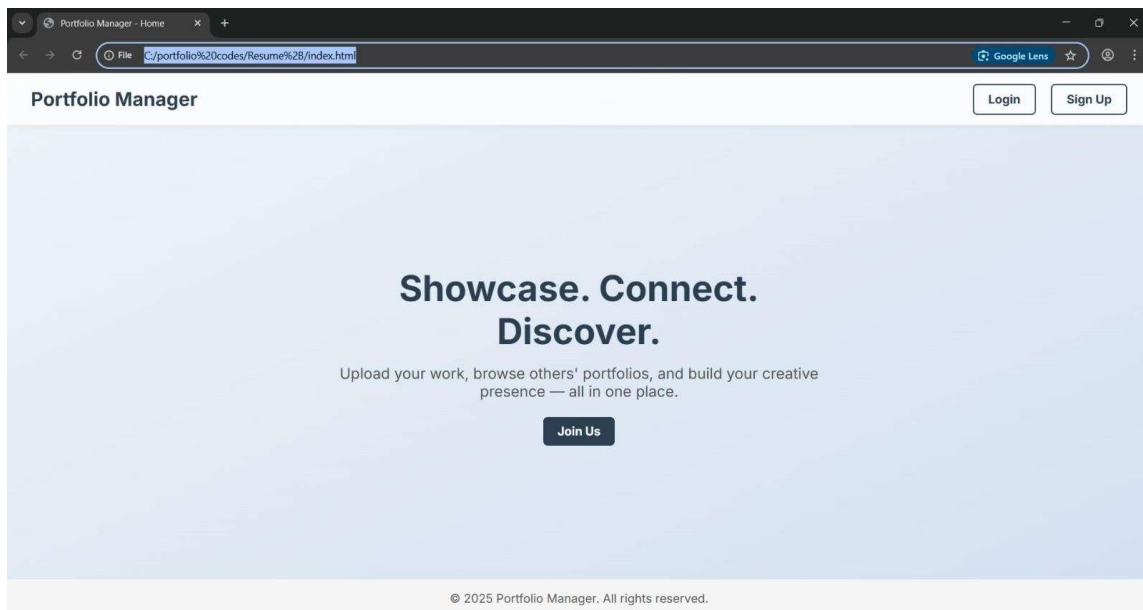 Portfolio Manager - Home
File C:/portfolio%20codes/Resume%2B/index.html Google Lens
Portfolio Manager Login Sign Up
Showcase. Connect.
Discover.
Upload your work, browse others' portfolios, and build your creative
presence — all in one place.
Join Us
© 2025 Portfolio Manager. All rights reserved.